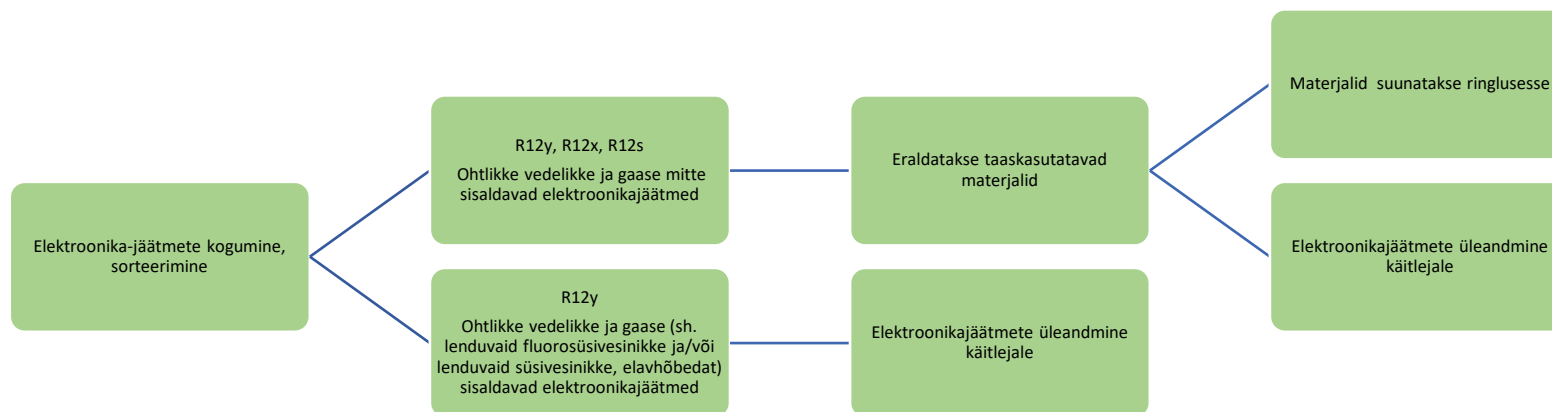 Elektroonika-jäätmete kogumine,
sorteerimine
R12y, R12x, R12s
Ohtlikke vedelikke ja gaase mitte
sisaldavad elektroonikajäätmed
Eraldatakse taaskasutatavad
materjalid
Materjalid suunatakse ringlusesse
Elektroonikajäätmete üleandmine
käitlejale
R12y
Ohtlikke vedelikke ja gaase (sh.
lenduvaid fluorosüsivesinikke ja/või
lenduvaid süsivesinikke, elavhõbedat)
sisaldavad elektroonikajäätmed
Elektroonikajäätmete üleandmine
käitlejale